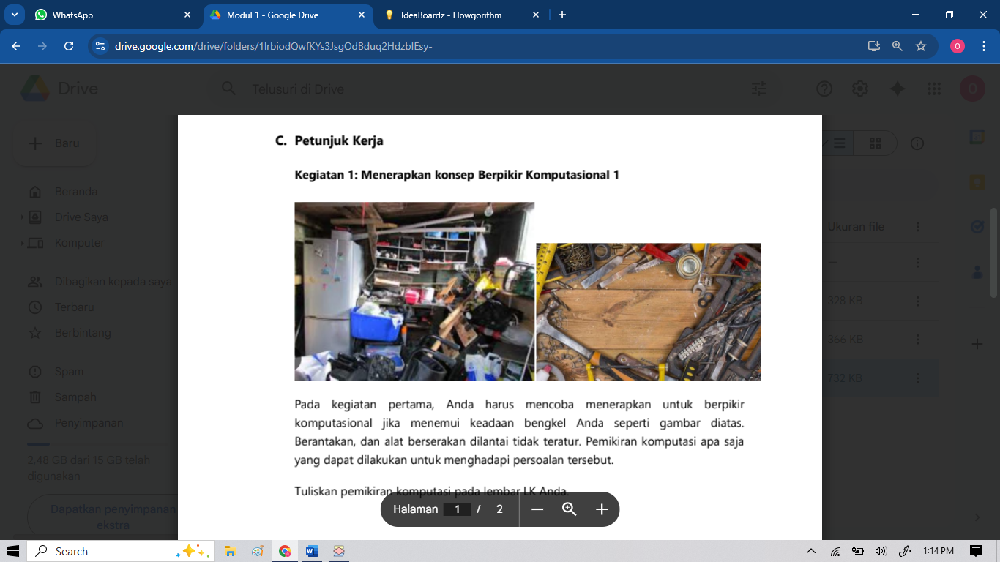 WhatsApp
Modul 1 - Google Drive
IdeaBoardz - Flowgorithm
drive.google.com/drive/folders/1IrbiodQwfKYs3JsgOdBduq2HdzbIEsy-
O
Drive
Telusuri di Drive
O
Baru
Beranda
Drive Saya
Komputer
Dibagikan kepada saya
Terbaru
Berbintang
Spam
Sampah
Penyimpanan
2,48 GB dari 15 GB telah
digunakan
Dapatkan penyimpanan
ekstra
C. Petunjuk Kerja
Kegiatan 1: Menerapkan konsep Berpikir Komputasional 1
Pada kegiatan pertama, Anda harus mencoba menerapkan untuk berpikir
komputasional jika menemui keadaan bengkel Anda seperti gambar diatas.
Berantakan, dan alat berserakan dilantai tidak teratur. Pemikiran komputasi apa saja
yang dapat dilakukan untuk menghadapi persoalan tersebut.
Tuliskan pemikiran komputasi pada lembar LK Anda.
Halaman 1 / 2
Ukuran file
—
328 KB
366 KB
732 KB
Search
1:14 PM